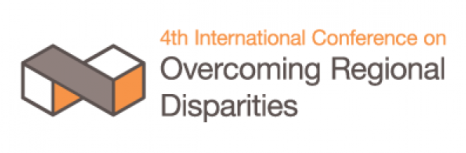 4th International Conference on
Overcoming Regional
Disparities